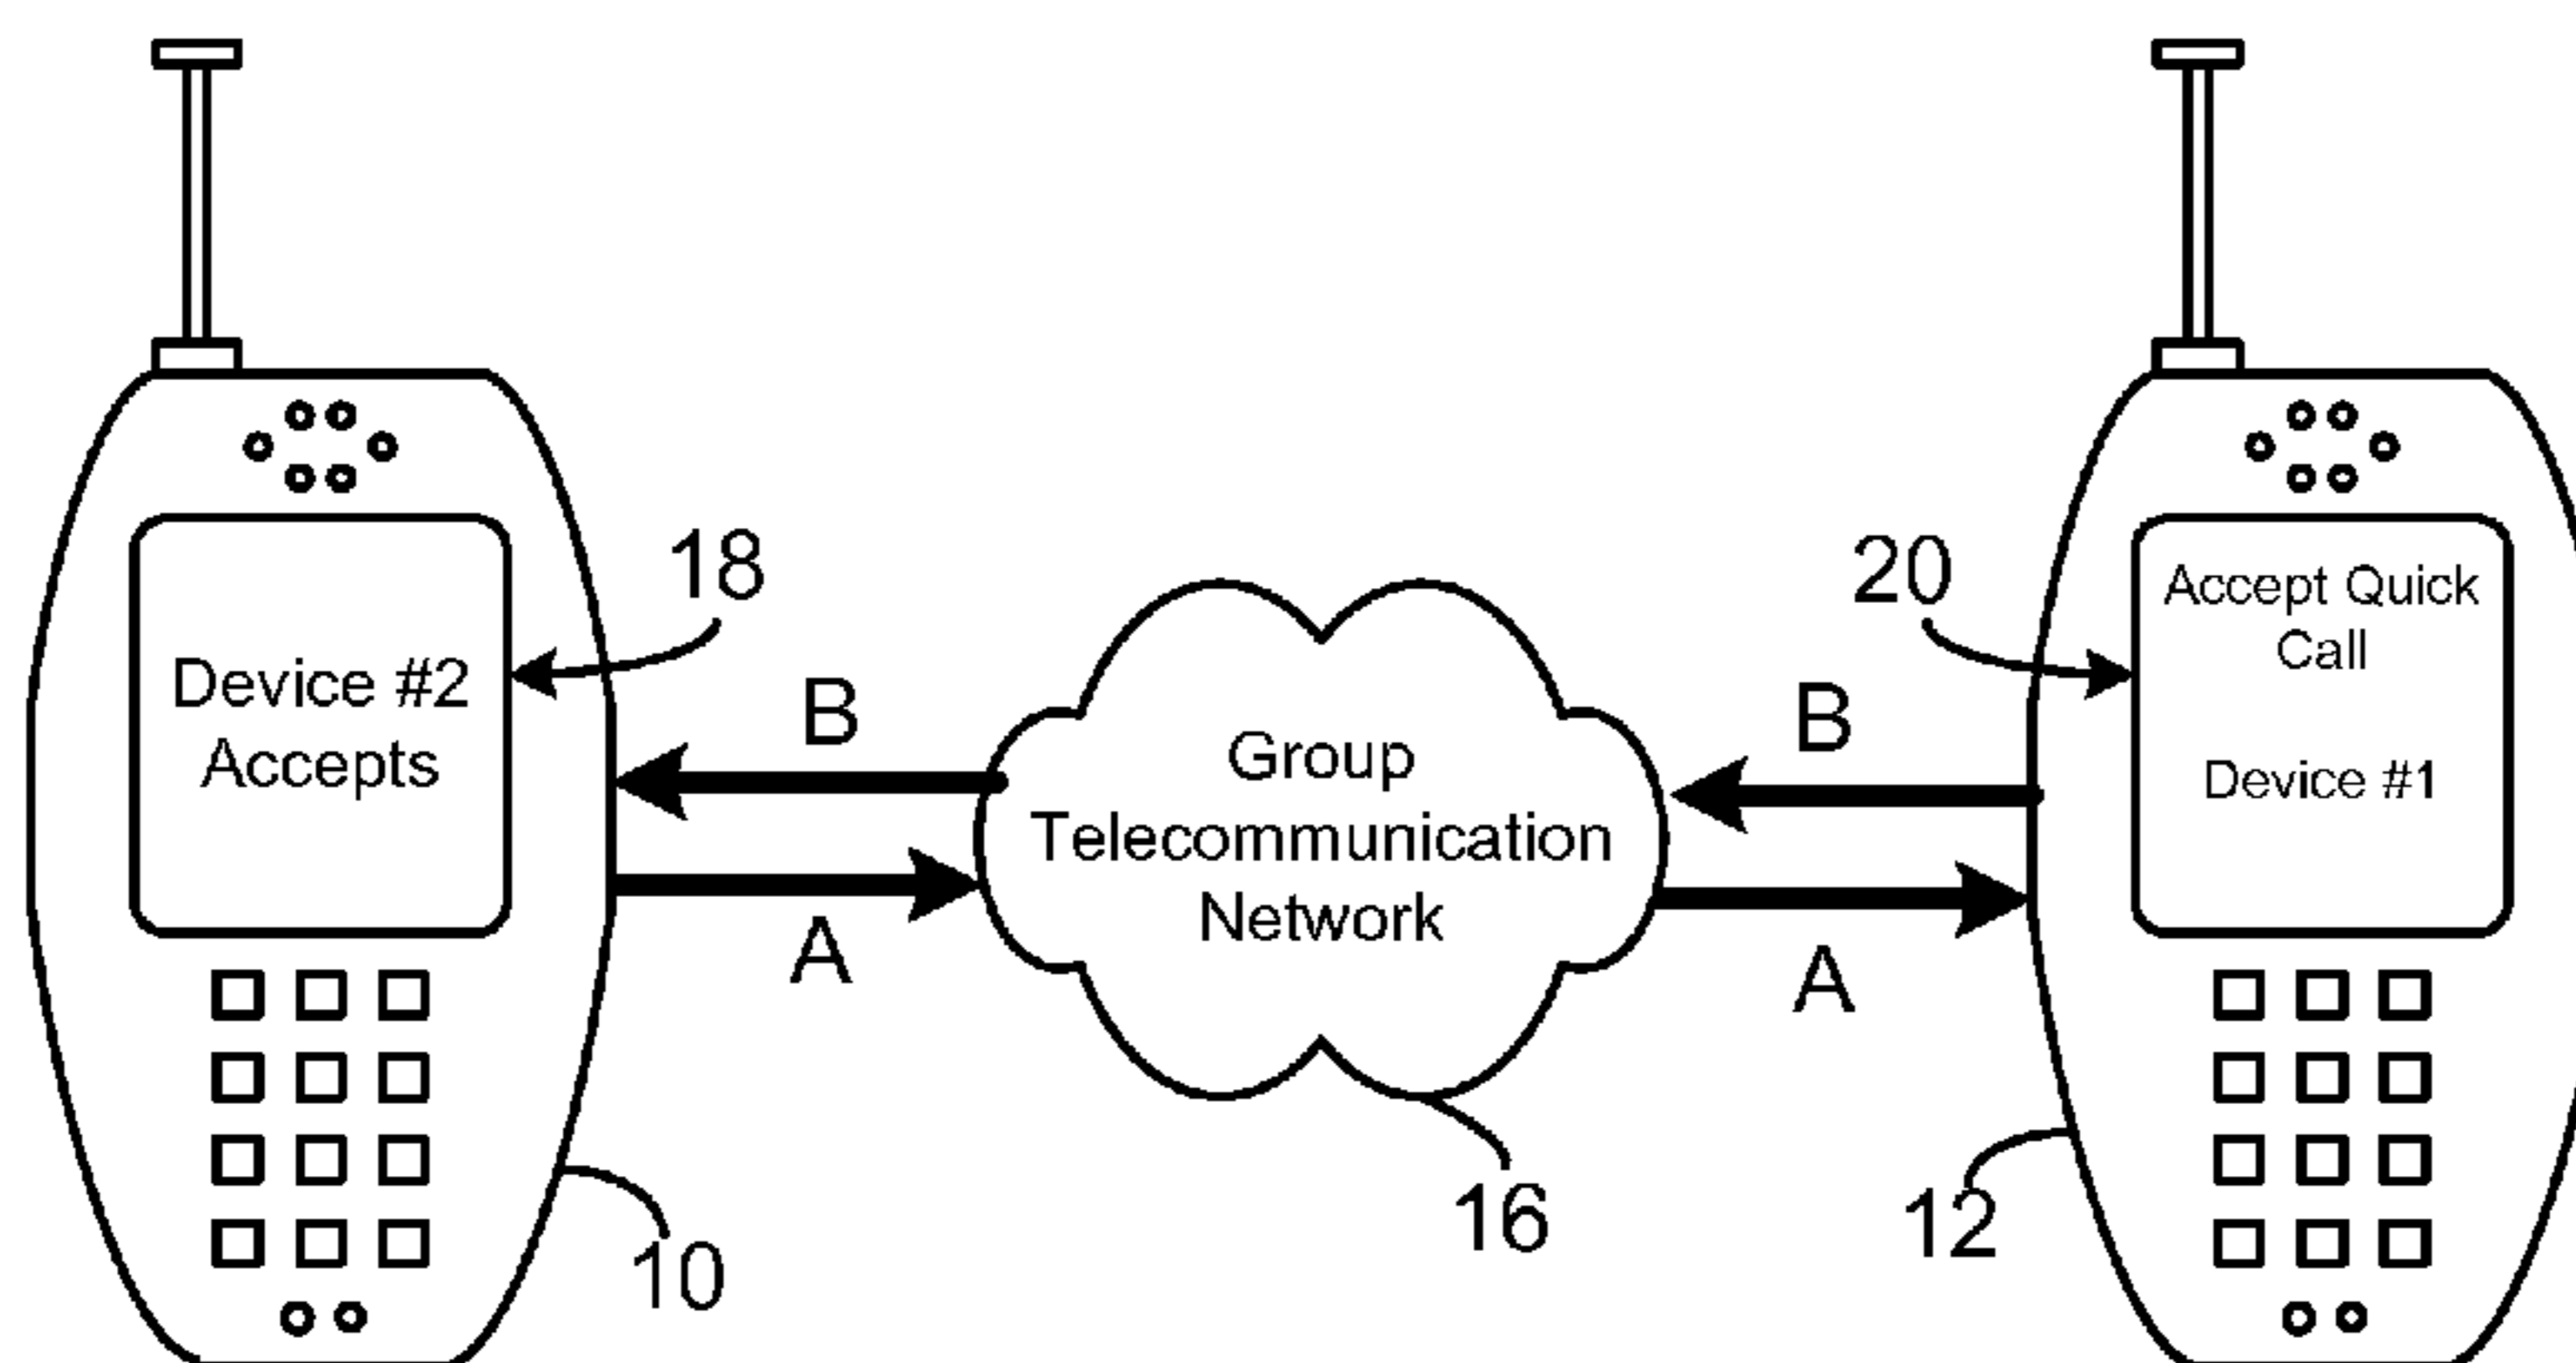 Device #2
Accepts
18
B
A
10
Group
Telecommunication
Network
16
B
A
20
12
Accept Quick
Call
Device #1